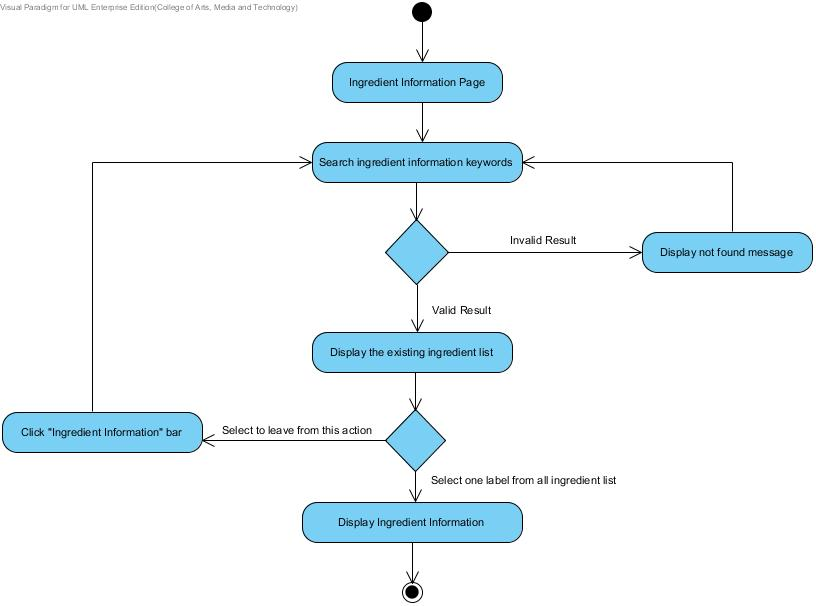 Visual Paradigm for UML Enterprise Edition(College of Arts, Media and Technology)
Ingredient Information Page
Search ingredient information keywords
Invalid Result
Display not found message
Valid Result
Display the existing ingredient list
Select to leave from this action
Click "Ingredient Information" bar
Select one label from all ingredient list
Display Ingredient Information